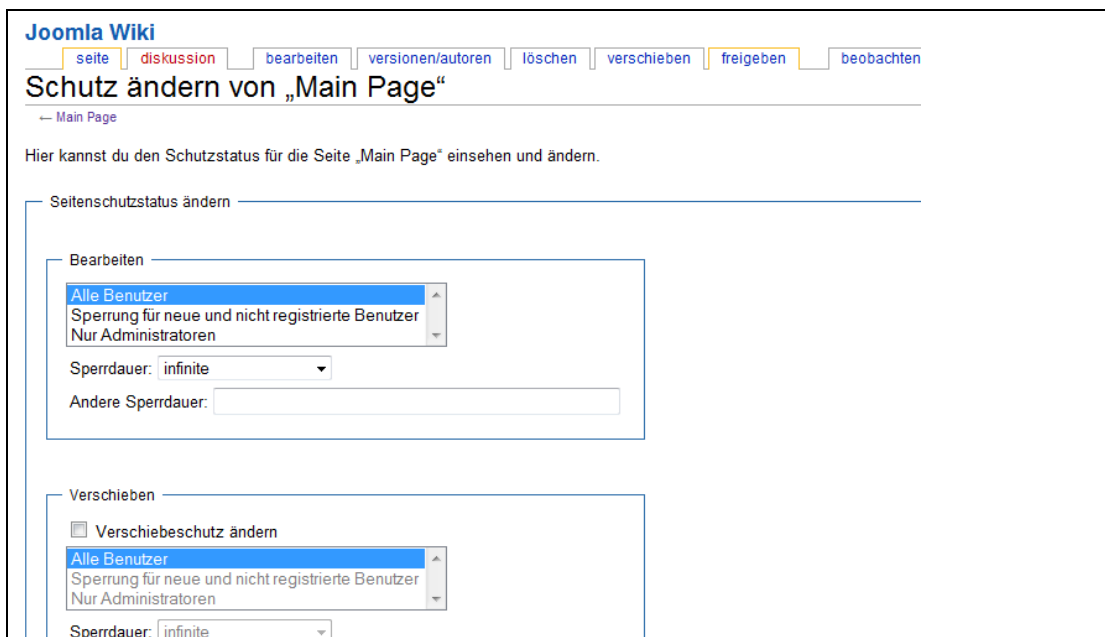 Joomla Wiki
seite diskussion bearbeiten versionen/autoren löschen verschieben freigeben beobachten
Schutz ändern von „Main Page“
← Main Page
Hier kannst du den Schutzstatus für die Seite „Main Page“ einsehen und ändern.
Seitenschutzstatus ändern
Bearbeiten
Alle Benutzer
Sperrung für neue und nicht registrierte Benutzer
Nur Administratoren
Sperrdauer: infinite
Andere Sperrdauer:
Verschieben
Verschiebeschutz ändern
Alle Benutzer
Sperrung für neue und nicht registrierte Benutzer
Nur Administratoren
Sperrdauer: infinite